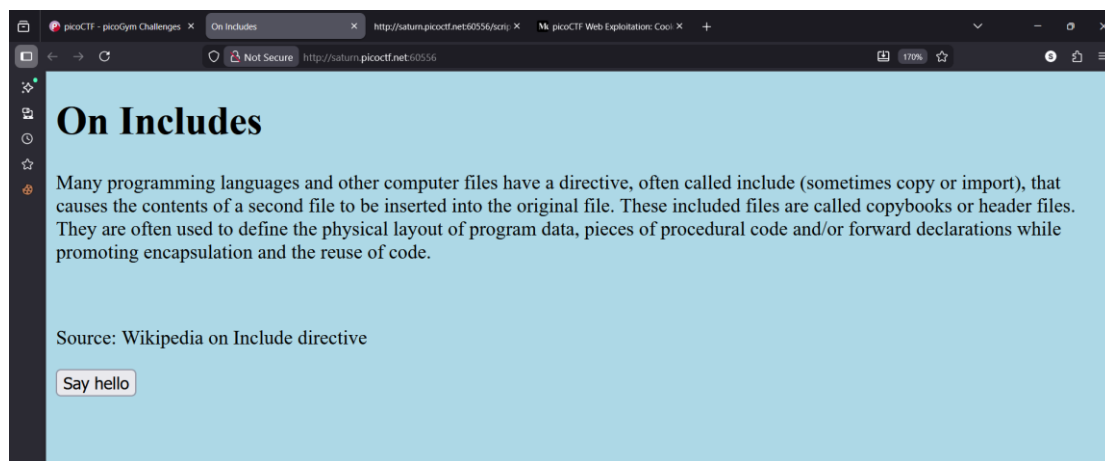 picoCTF - picoGym Challenges
On Includes
http://saturn.picoctf.net:60556/scrip
Mk picoCTF Web Exploitation: Cook
Not Secure
http://saturn.picoctf.net:60556
170%
On Includes
Many programming languages and other computer files have a directive, often called include (sometimes copy or import), that
causes the contents of a second file to be inserted into the original file. These included files are called copybooks or header files.
They are often used to define the physical layout of program data, pieces of procedural code and/or forward declarations while
promoting encapsulation and the reuse of code.
Source: Wikipedia on Include directive
Say hello